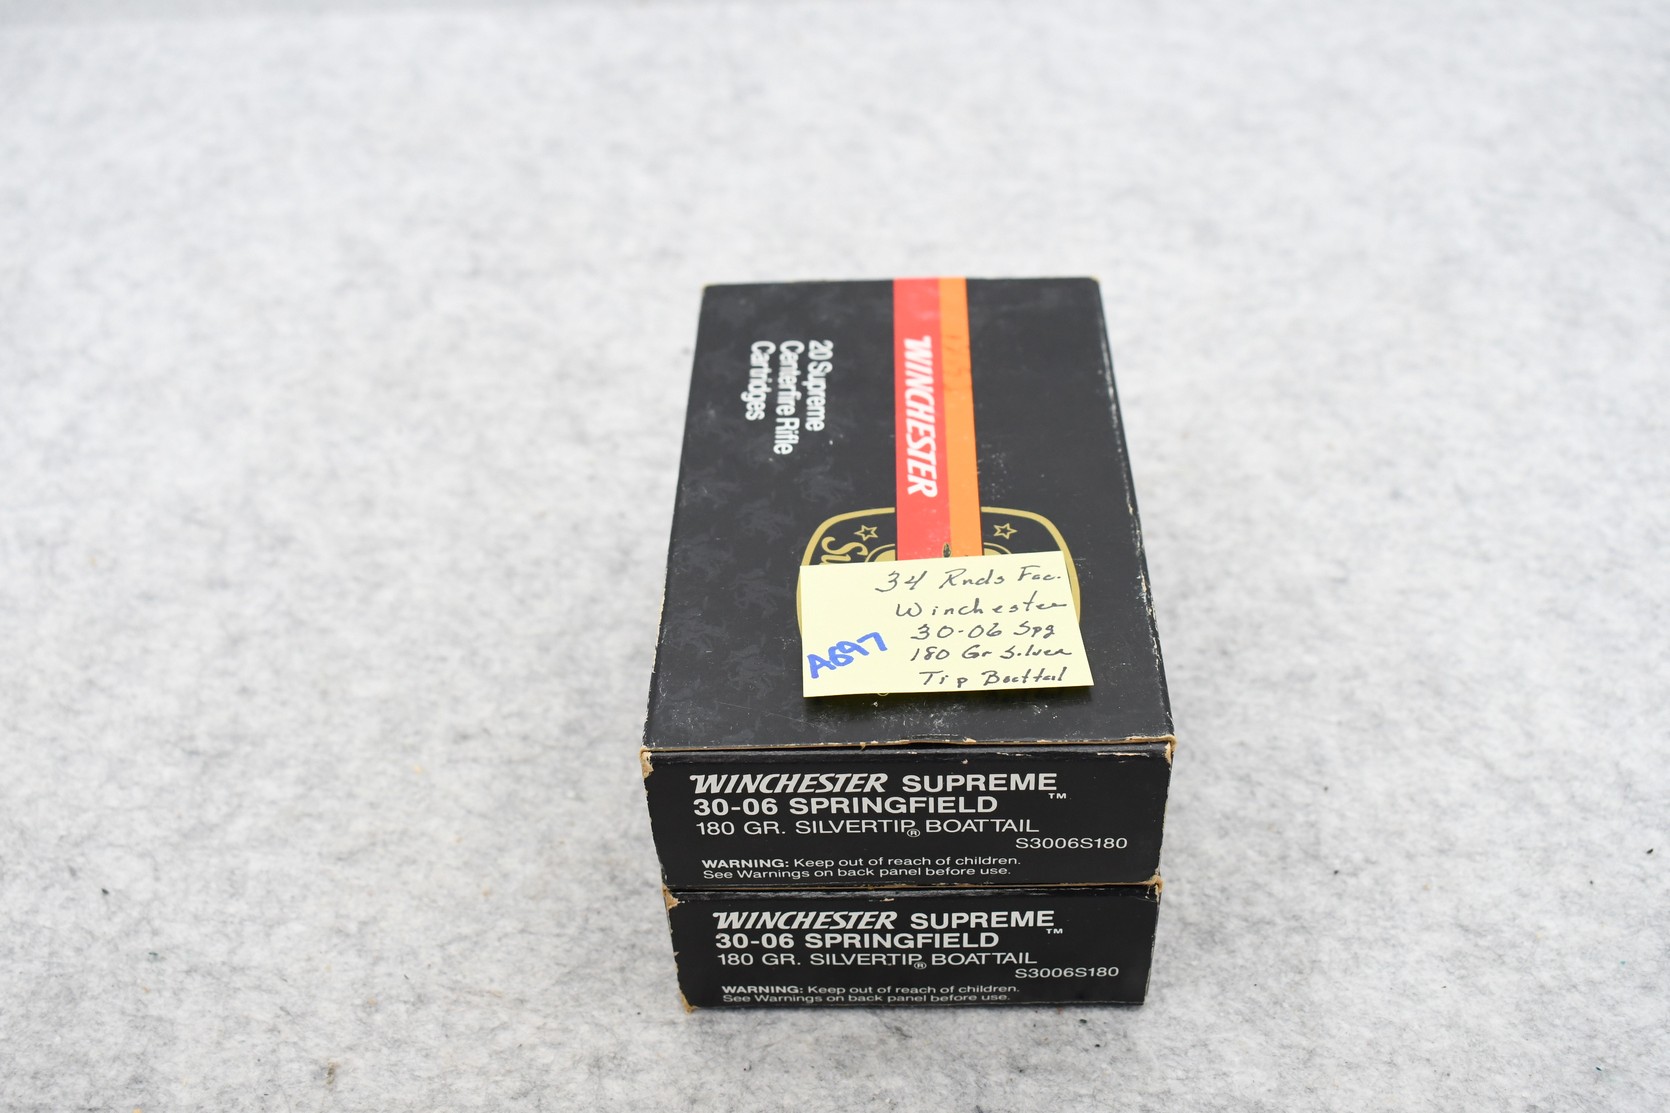 20 Supreme
Centerfire Rifle
Cartridges
WINCHESTER
34 Rnds Fac.
Winchester
30-06 Spg
180 Gr Silver
Tip Boattail
A697
WINCHESTER SUPREME™
30-06 SPRINGFIELD
180 GR. SILVERTIP® BOATTAIL
S3006S180
WARNING: Keep out of reach of children.
See Warnings on back panel before use.
WINCHESTER SUPREME™
30-06 SPRINGFIELD
180 GR. SILVERTIP® BOATTAIL
S3006S180
WARNING: Keep out of reach of children.
See Warnings on back panel before use.